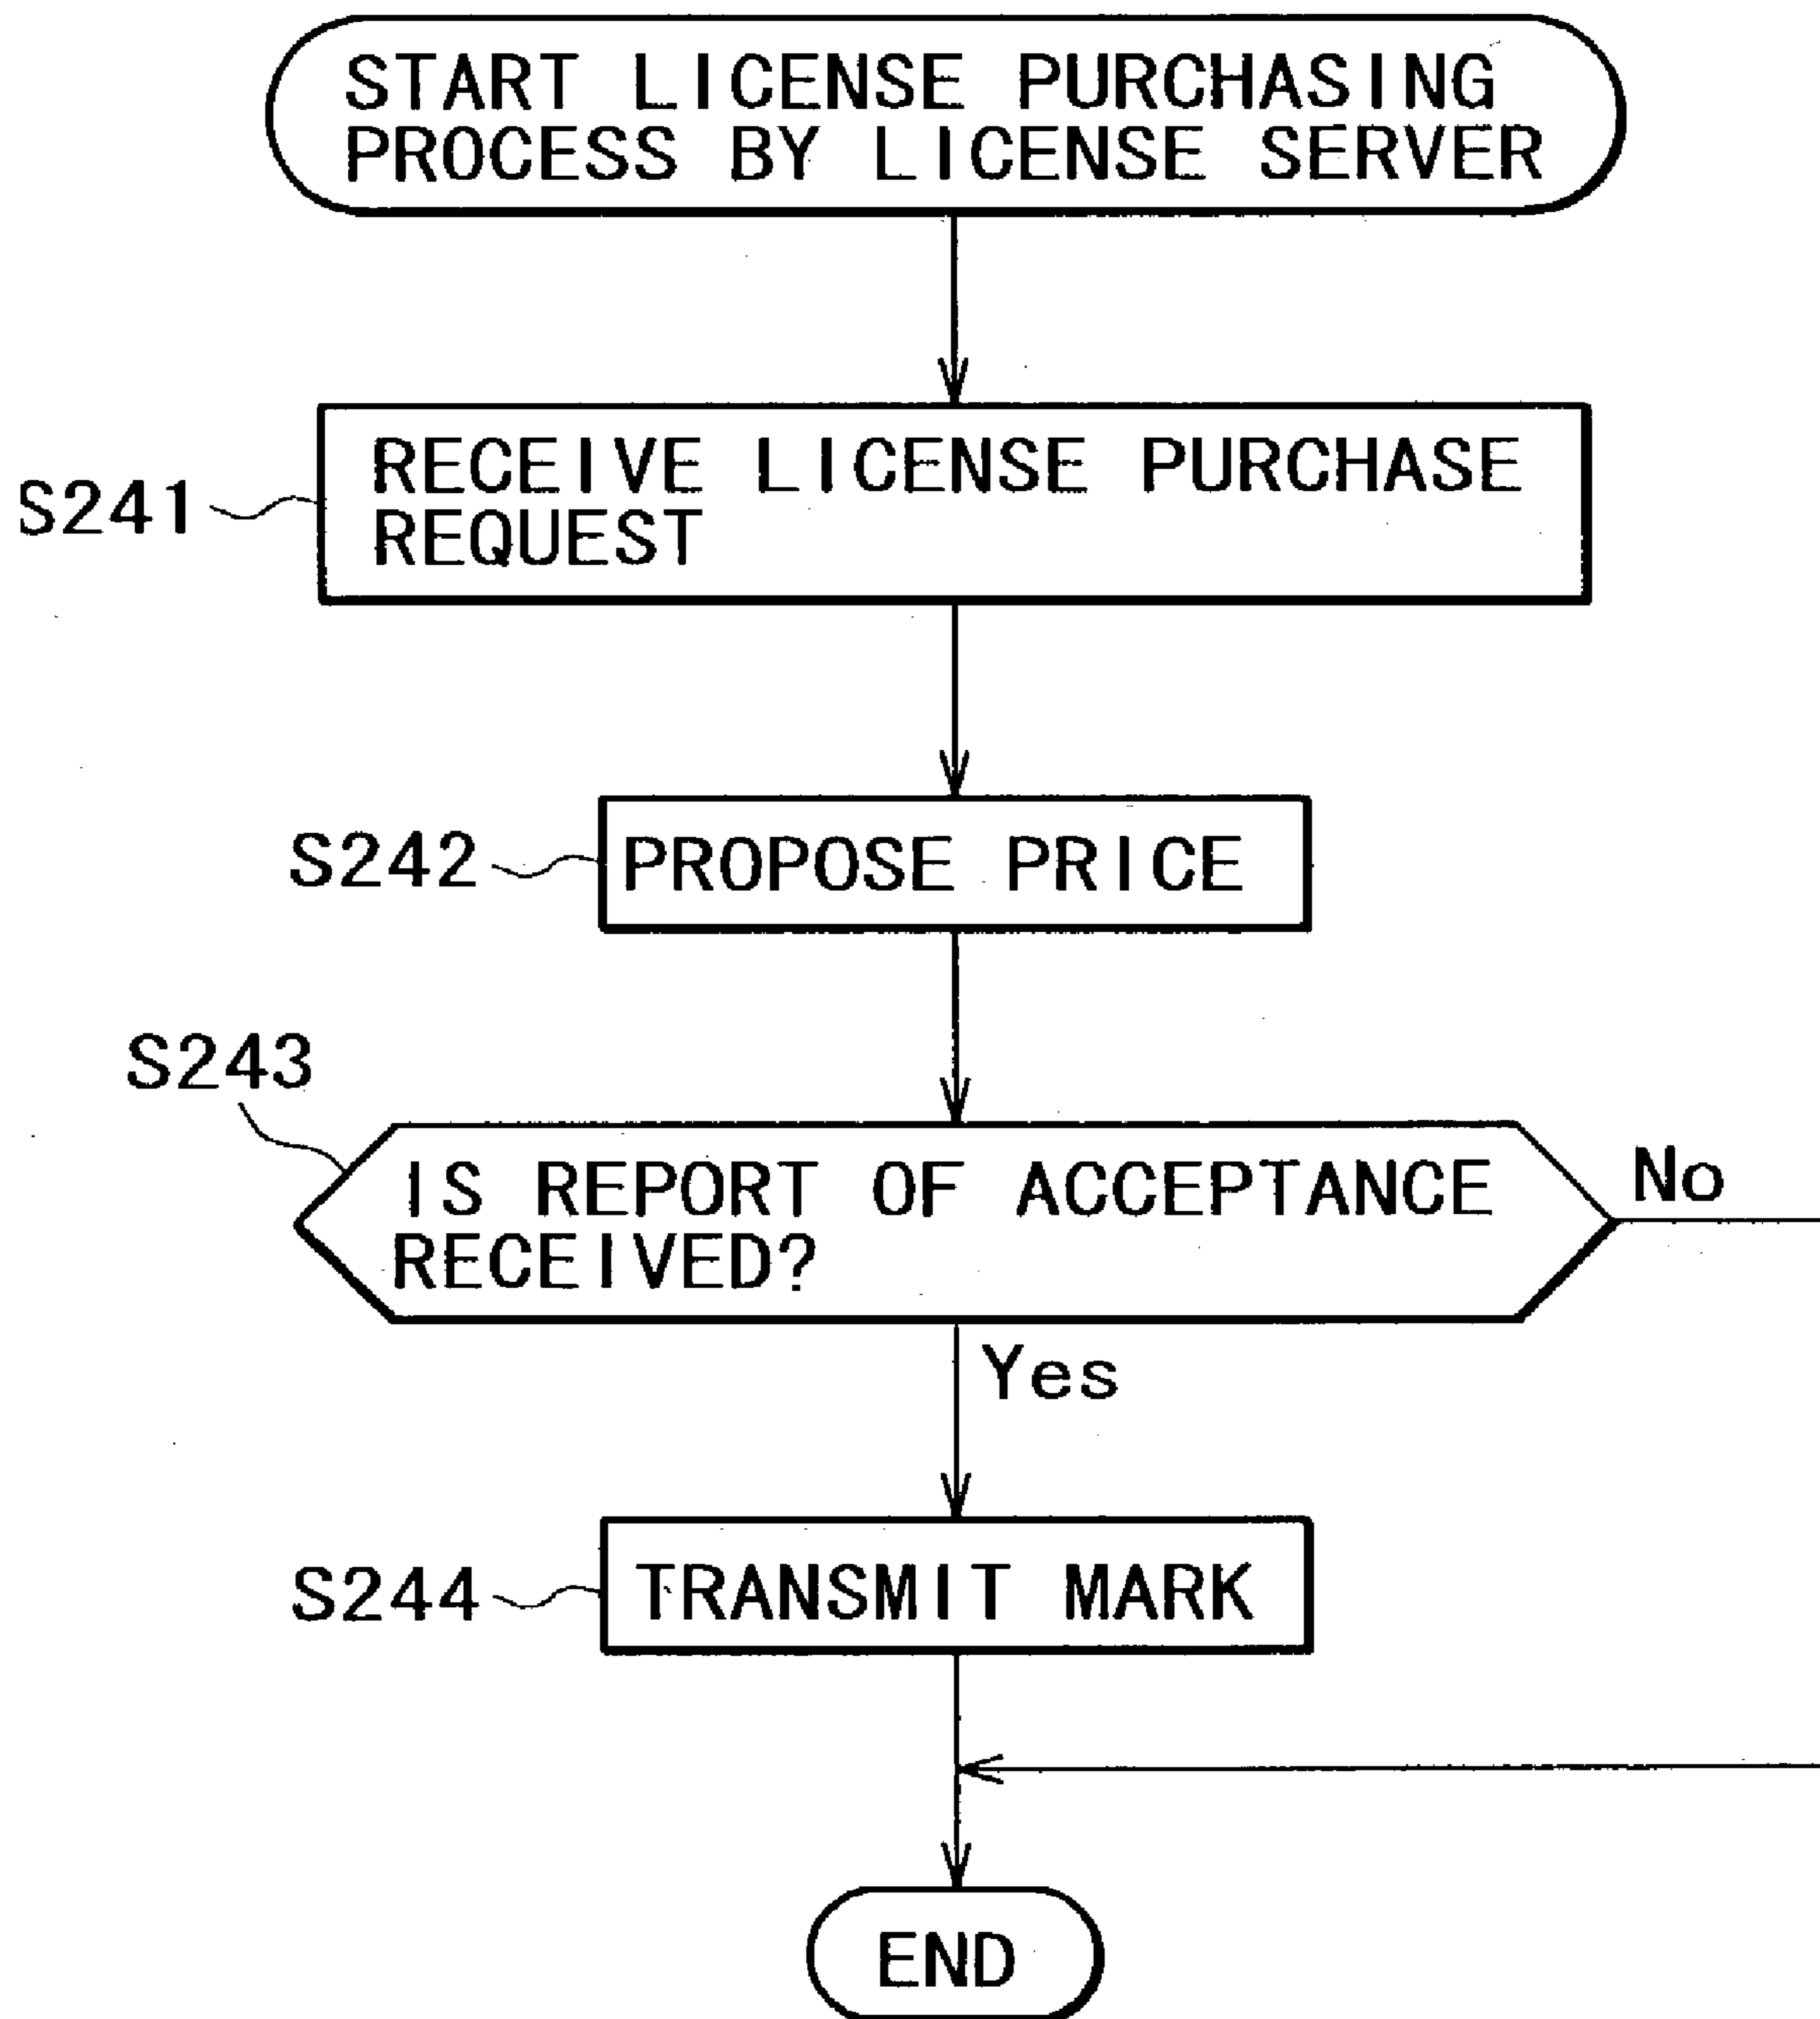 START LICENSE PURCHASING
PROCESS BY LICENSE SERVER
S241
RECEIVE LICENSE PURCHASE
REQUEST
S242
PROPOSE PRICE
S243
IS REPORT OF ACCEPTANCE
RECEIVED?
No
Yes
S244
TRANSMIT MARK
END